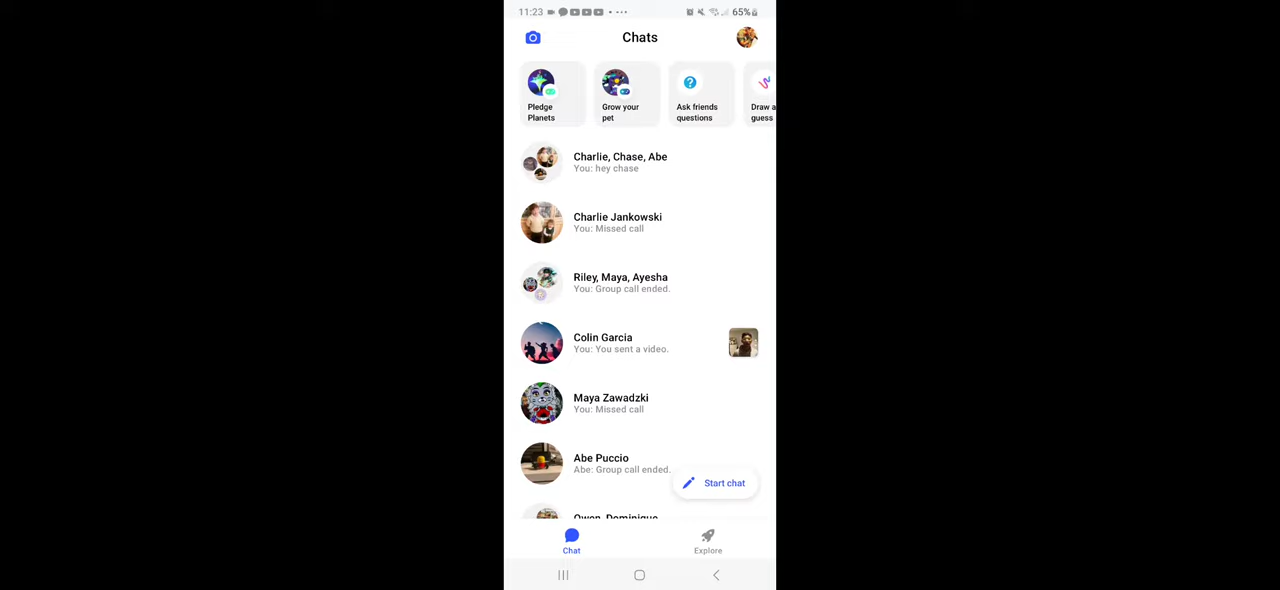 11:23
65%
Chats
Pledge
Planets
Grow your
pet
Ask friends
questions
Draw a
guess
Charlie, Chase, Abe
You: hey chase
Charlie Jankowski
You: Missed call
Riley, Maya, Ayesha
You: Group call ended.
Colin Garcia
You: You sent a video.
Maya Zawadzki
You: Missed call
Abe Puccio
Abe: Group call ended.
Start chat
Owen, Dominique
Chat
Explore